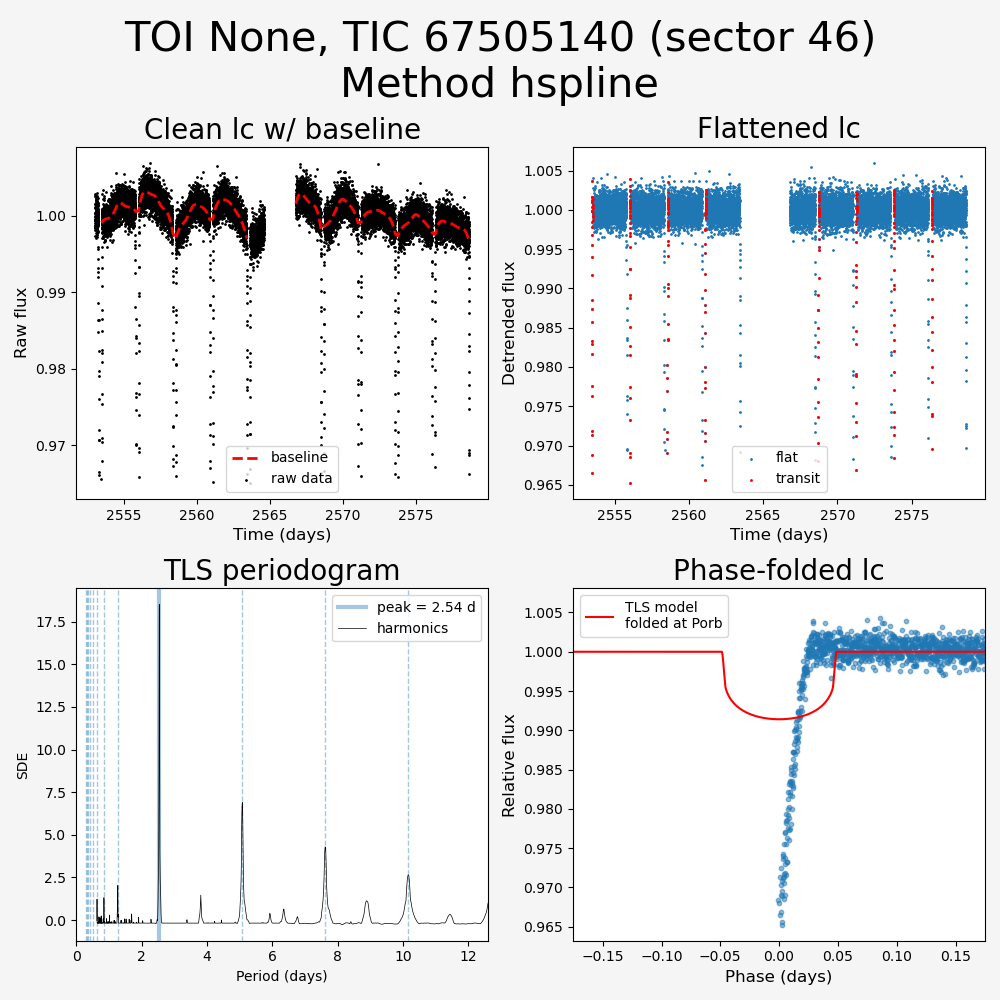 TOI None, TIC 67505140 (sector 46)
Method hspline
Clean lc w/ baseline
Raw flux
1.00
0.99
0.98
0.97
baseline
raw data
2555
2560
2565
2570
2575
Time (days)
Flattened lc
Detrended flux
1.005
1.000
0.995
0.990
0.985
0.980
0.975
0.970
0.965
flat
transit
2555
2560
2565
2570
2575
Time (days)
TLS periodogram
SDE
17.5
15.0
12.5
10.0
7.5
5.0
2.5
0.0
peak = 2.54 d
harmonics
0
2
4
6
8
10
12
Period (days)
Phase-folded lc
Relative flux
1.005
1.000
0.995
0.990
0.985
0.980
0.975
0.970
0.965
TLS model
folded at Porb
−0.15
−0.10
−0.05
0.00
0.05
0.10
0.15
Phase (days)